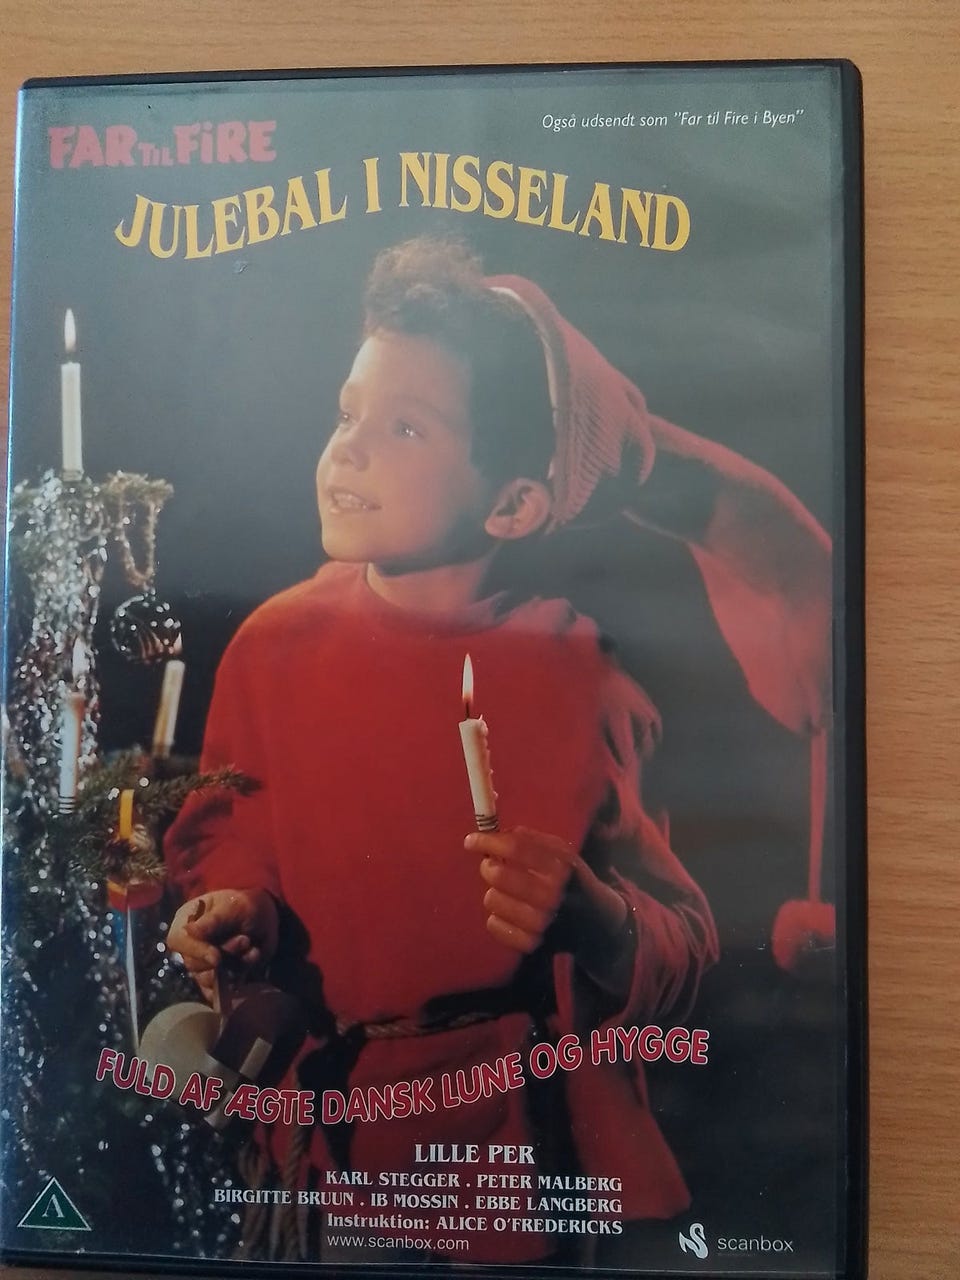 FAR TIL FiRE
Også udsendt som "Far til Fire i Byen"
JULEBAL I NISSELAND
FULD AF ÆGTE DANSK LUNE OG HYGGE
LILLE PER
KARL STEGGER . PETER MALBERG
BIRGITTE BRUUN . IB MOSSIN . EBBE LANGBERG
Instruktion: ALICE O'FREDERICKS
www.scanbox.com
scanbox
A